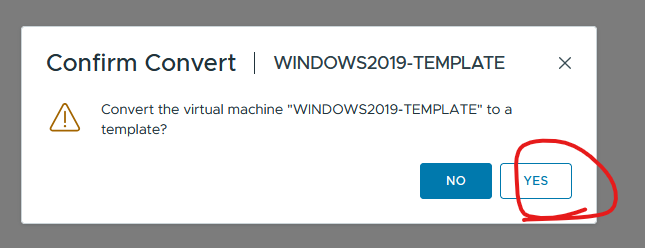 Confirm Convert | WINDOWS2019-TEMPLATE
Convert the virtual machine "WINDOWS2019-TEMPLATE" to a
template?
NO YES